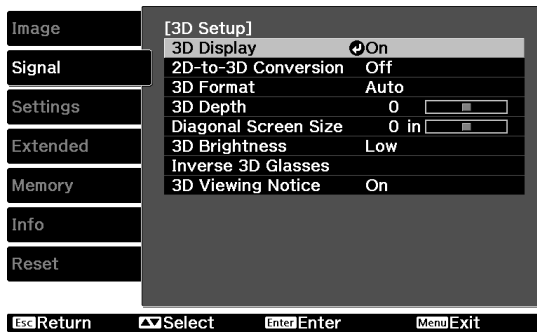 Image
Signal
Settings
Extended
Memory
Info
Reset
[3D Setup]
3D Display On
2D-to-3D Conversion Off
3D Format Auto
3D Depth 0
Diagonal Screen Size 0 in
3D Brightness Low
Inverse 3D Glasses
3D Viewing Notice On
Esc Return Select Enter Enter Menu Exit